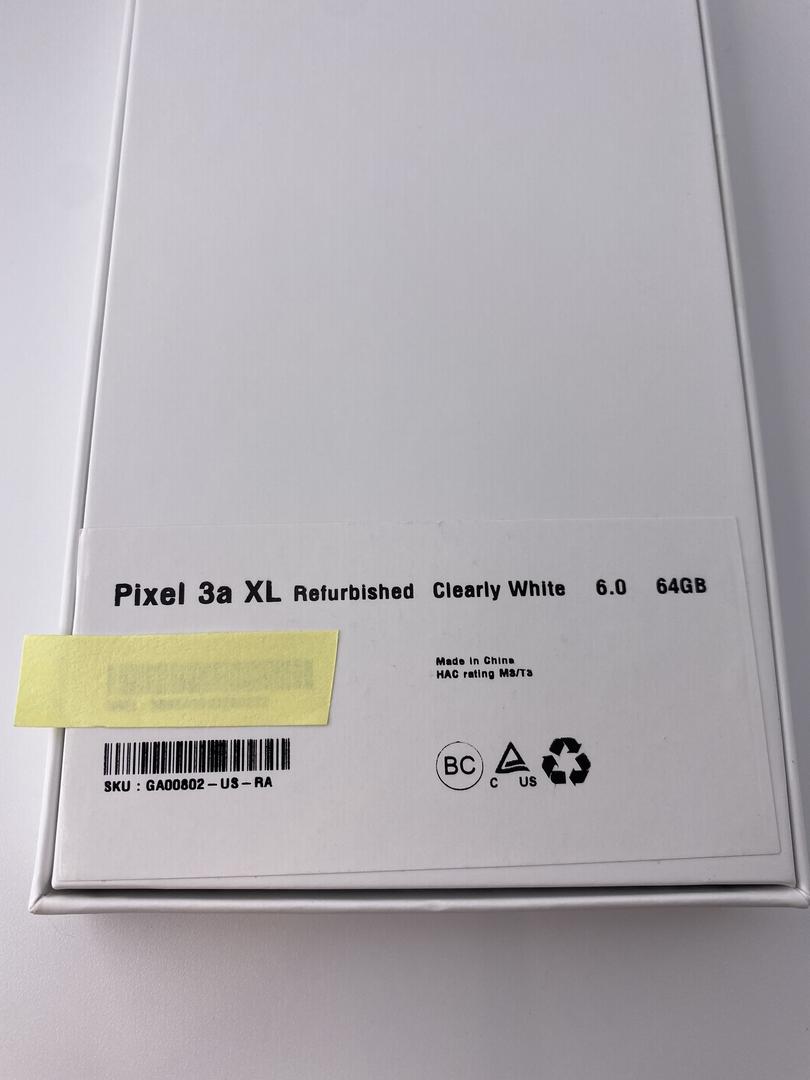 Pixel 3a XL Refurbished Clearly White 6.0 64GB
Made in China
HAC rating M3/T3
SKU : GA00802-US-RA
BC
C US